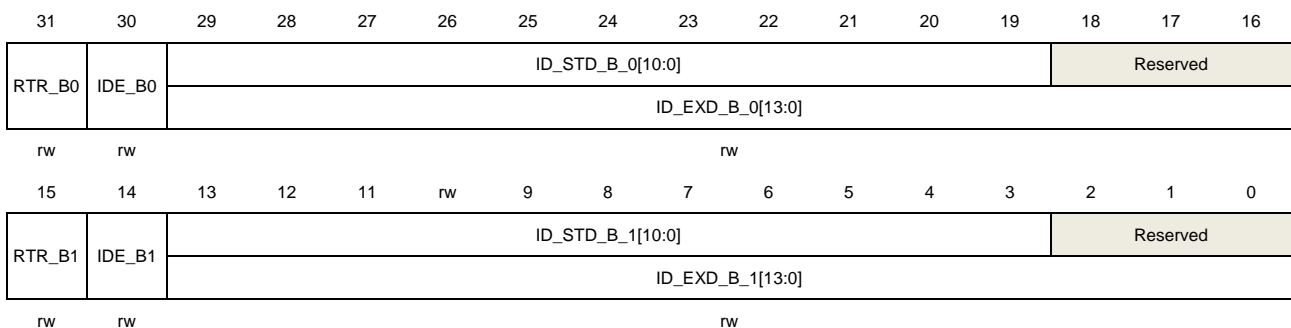 31 30 29 28 27 26 25 24 23 22 21 20 19 18 17 16
RTR_B0 IDE_B0 ID_STD_B_0[10:0] Reserved
ID_EXD_B_0[13:0]
rw rw rw
15 14 13 12 11 rw 9 8 7 6 5 4 3 2 1 0
RTR_B1 IDE_B1 ID_STD_B_1[10:0] Reserved
ID_EXD_B_1[13:0]
rw rw rw